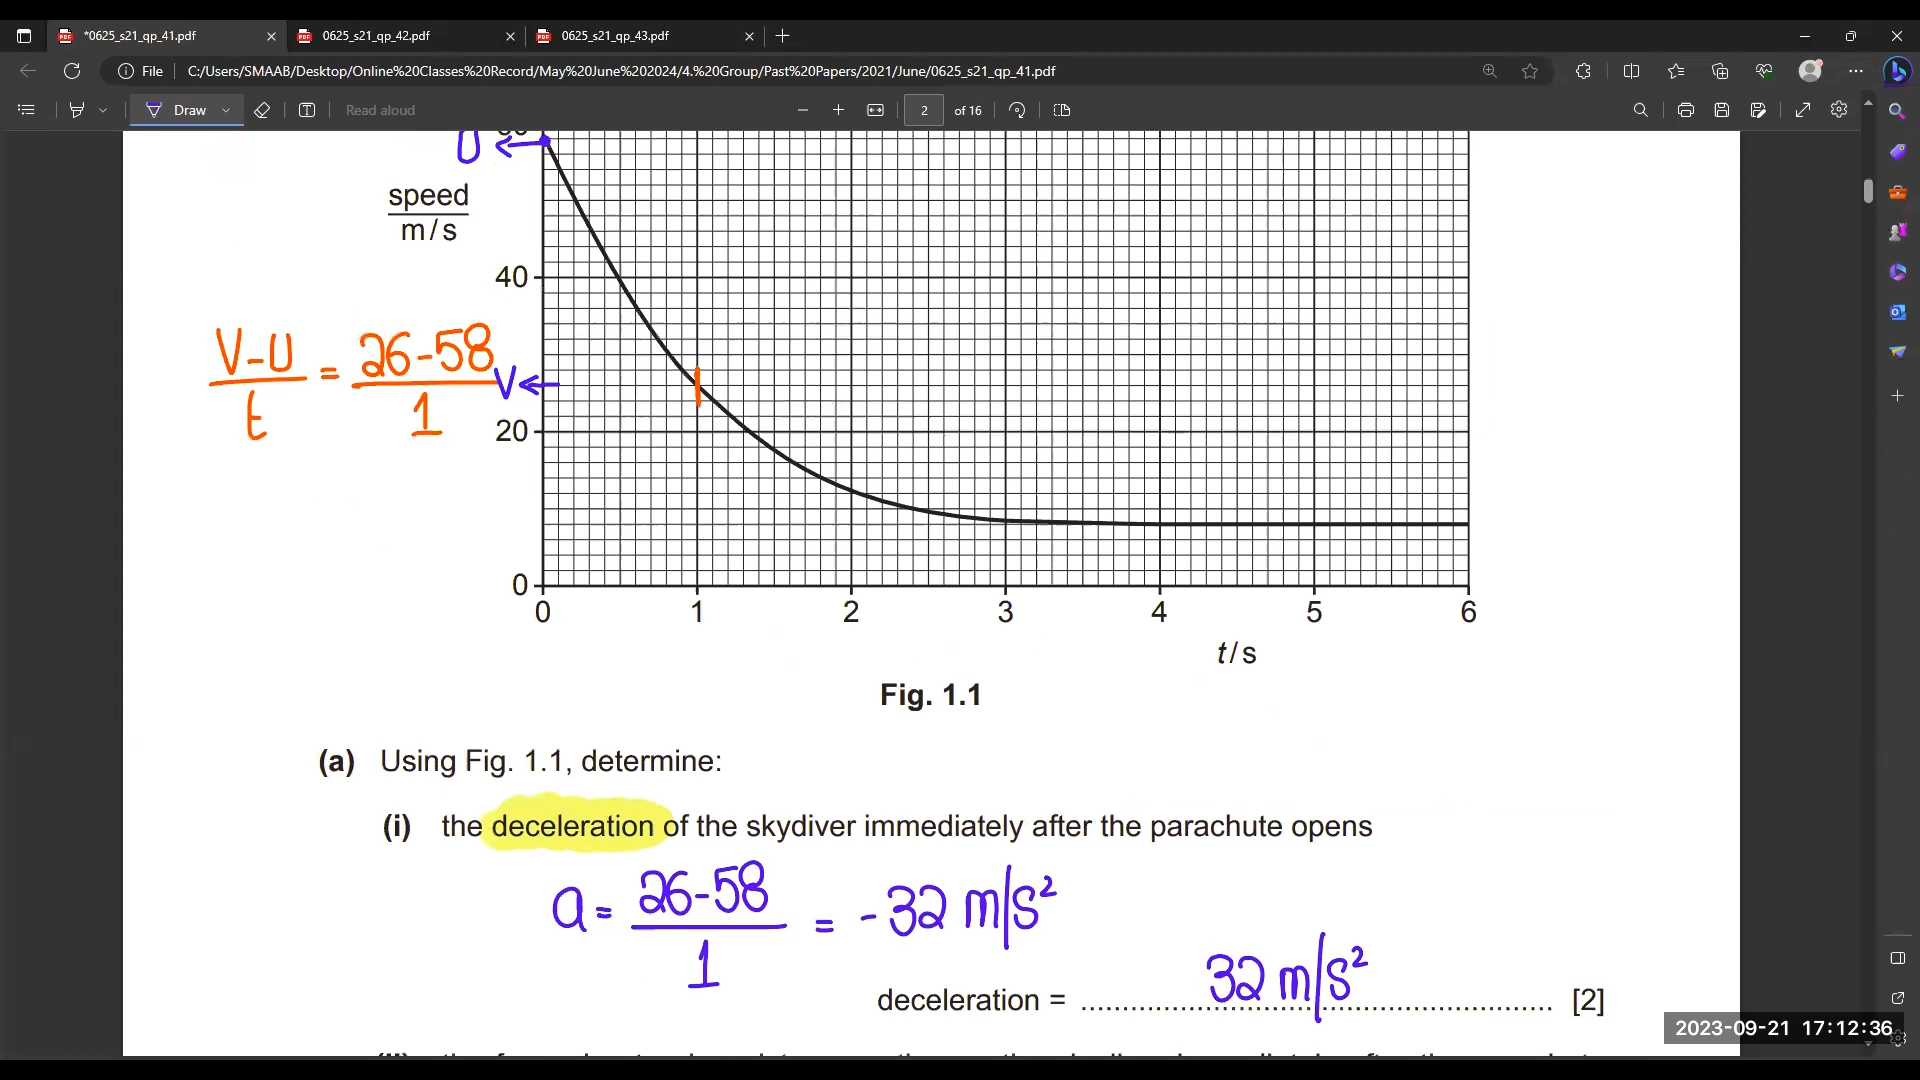 *0625_s21_qp_41.pdf
0625_s21_qp_42.pdf
0625_s21_qp_43.pdf
File
C:/Users/SMAAB/Desktop/Online%20Classes%20Record/May%20June%202024/4.%20Group/Past%20Papers/2021/June/0625_s21_qp_41.pdf
Draw
Read aloud
2 of 16
U
speed
m/s
40
V-U = 26-58
t 1
V
20
0
0 1 2 3 4 5 6
t/s
Fig. 1.1
(a) Using Fig. 1.1, determine:
(i) the deceleration of the skydiver immediately after the parachute opens
a = 26-58 = -32 m/s²
1
32 m/s²
deceleration = ............................................................ [2]
2023-09-21 17:12:36